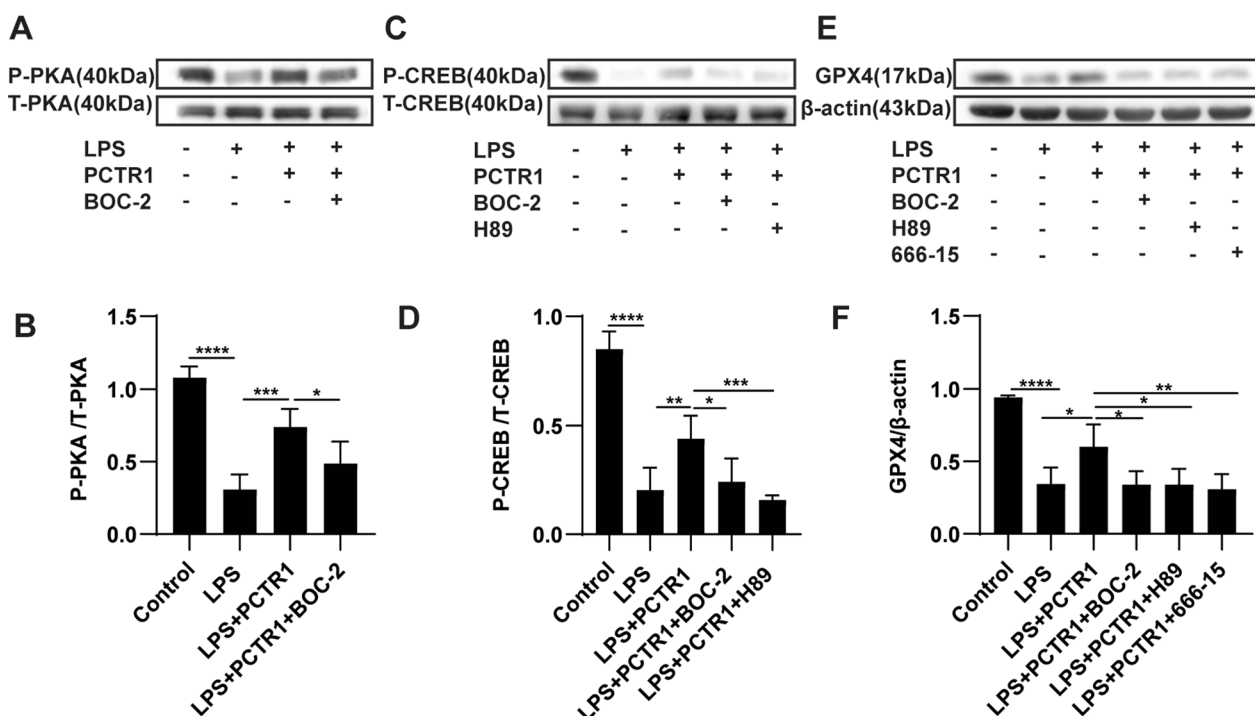 A
P-PKA(40kDa)
T-PKA(40kDa)
LPS - + + +
PCTR1 - - + +
BOC-2 - - - +
C
P-CREB(40kDa)
T-CREB(40kDa)
LPS - + + + +
PCTR1 - - + + +
BOC-2 - - - + -
H89 - - - - +
E
GPX4(17kDa)
β-actin(43kDa)
LPS - + + + + +
PCTR1 - - + + + +
BOC-2 - - - + - -
H89 - - - - + -
666-15 - - - - - +
B
P-PKA /T-PKA
1.5
1.0
0.5
0.0
****
***
*
Control
LPS
LPS+PCTR1
LPS+PCTR1+BOC-2
D
P-CREB /T-CREB
1.0
0.5
0.0
****
**
*
***
Control
LPS
LPS+PCTR1
LPS+PCTR1+BOC-2
LPS+PCTR1+H89
F
GPX4/β-actin
1.5
1.0
0.5
0.0
****
*
*
*
**
Control
LPS
LPS+PCTR1
LPS+PCTR1+BOC-2
LPS+PCTR1+H89
LPS+PCTR1+666-15